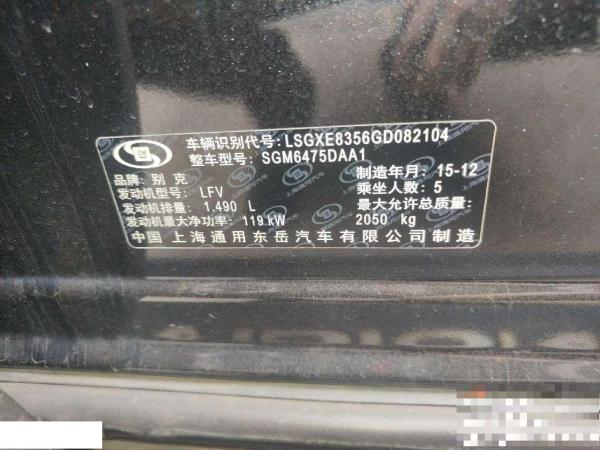 车辆识别代号:LSGXE8356GD082104
整车型号: SGM6475DAA1
品牌: 别克 制造年月: 15-12
发动机型号: LFV 乘坐人数: 5
发动机排量: 1.490 L 最大允许总质量:
发动机最大净功率: 119 kW 2050 kg
中国 上海通用东岳汽车有限公司制造